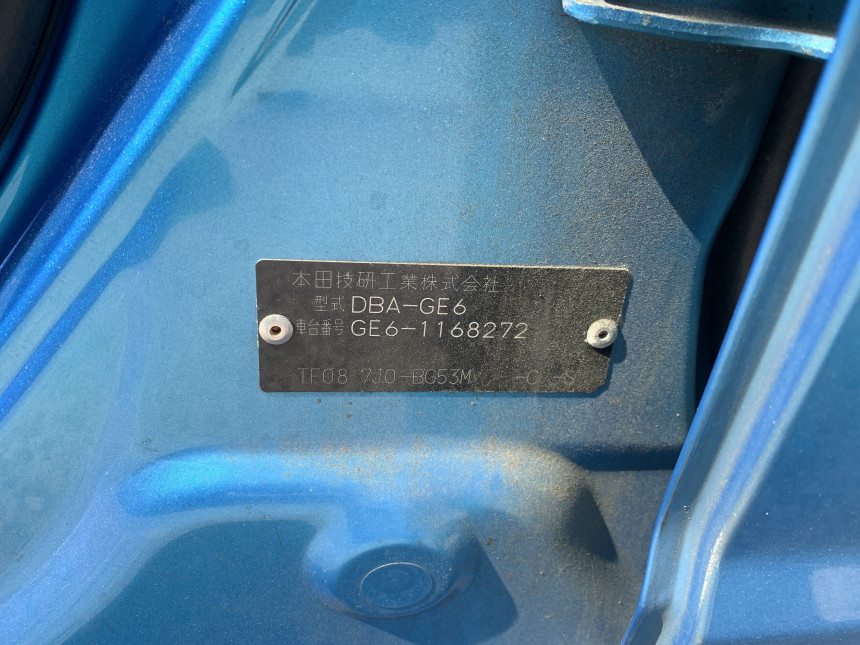 本田技研工業株式会社
型式 DBA-GE6
車台番号 GE6-1168272
TF08 7J0-BG53M -C -S